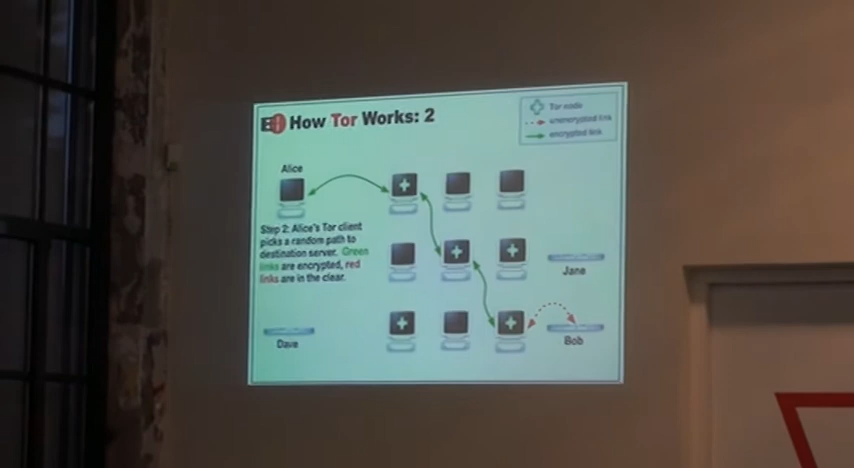 How Tor Works: 2
Tor node
unencrypted link
encrypted link
Alice
Step 2: Alice's Tor client
picks a random path to
destination server. Green
links are encrypted, red
links are in the clear.
Jane
Dave
Bob